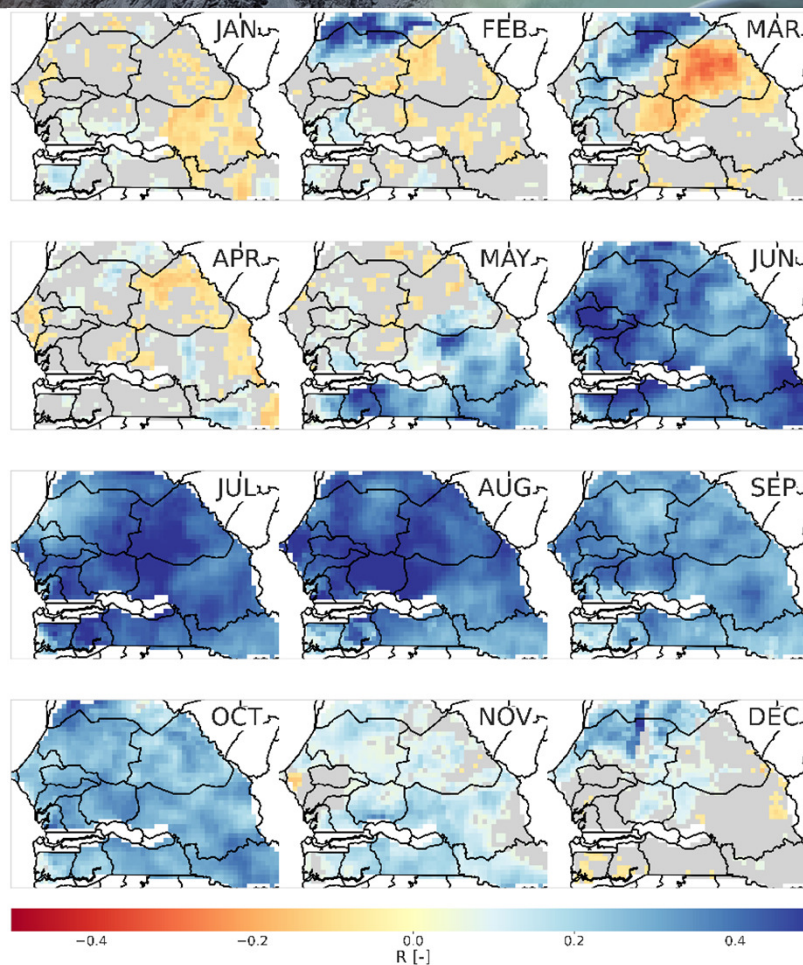 JAN FEB MAR
APR MAY JUN
JUL AUG SEP
OCT NOV DEC
−0.4 −0.2 0.0 0.2 0.4
R [-]